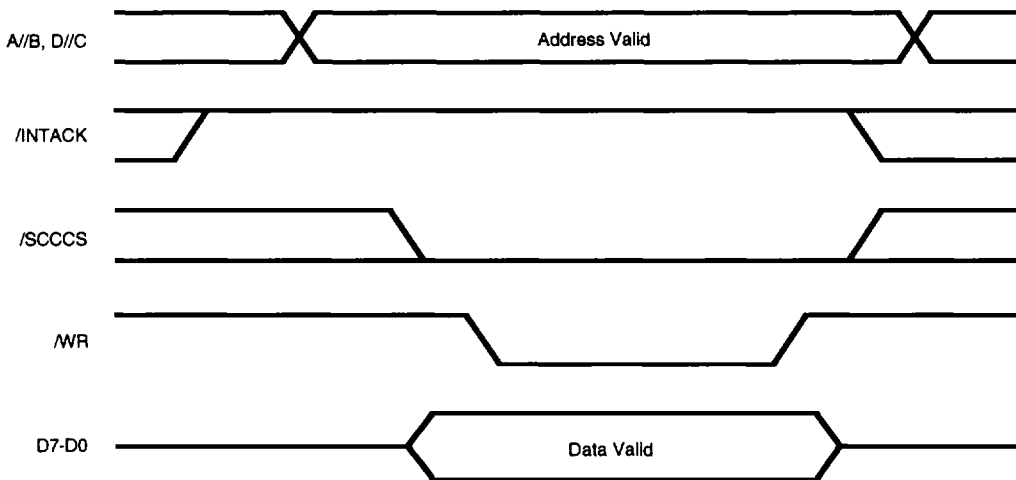 A//B, D//C
Address Valid
/INTACK
/SCCCS
/WR
D7-D0
Data Valid